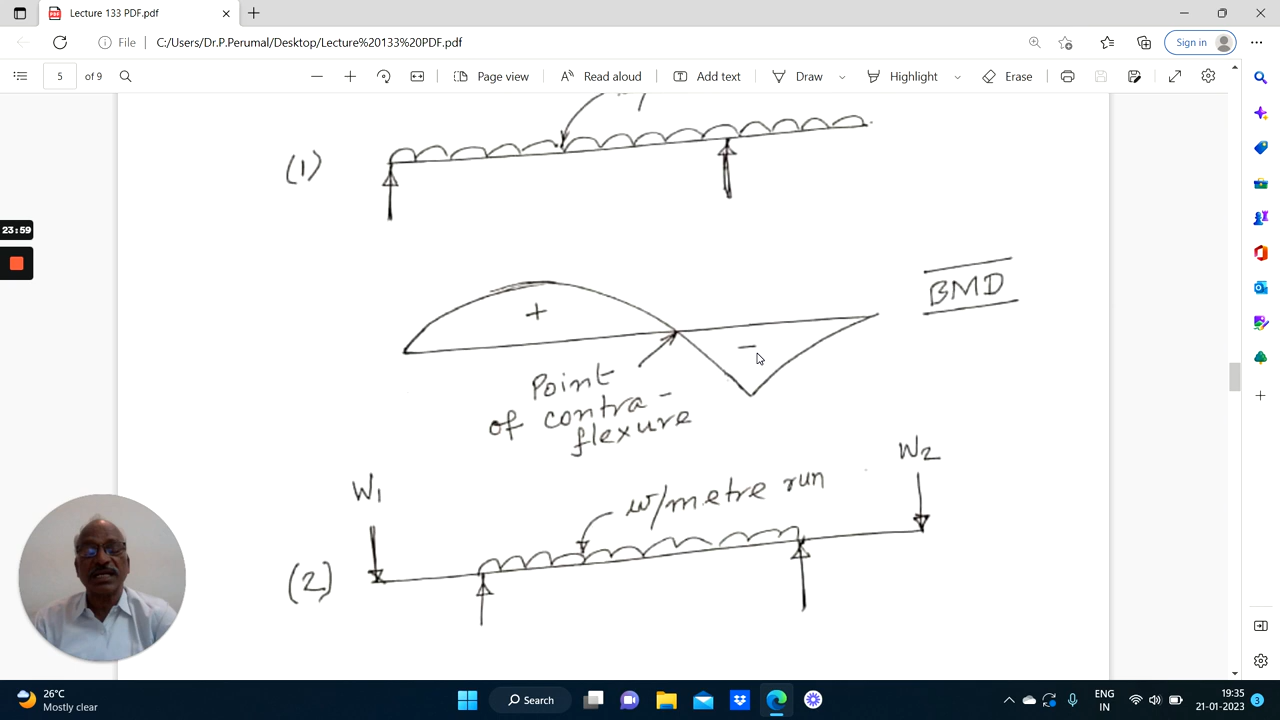 Lecture 133 PDF.pdf
File
C:/Users/Dr.P.Perumal/Desktop/Lecture%20133%20PDF.pdf
Sign in
5 of 9
Page view
Read aloud
Add text
Draw
Highlight
Erase
(1)
23:59
+
BMD
−
Point
of contra-
flexure
W1
W2
w/metre run
(2)
26°C
Mostly clear
Search
ENG
IN
19:35
21-01-2023
3